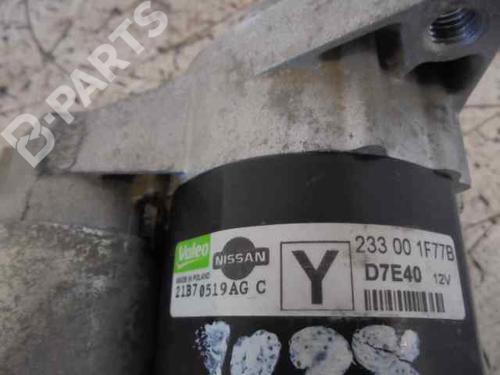 B-PARTS
Valeo
MADE IN POLAND
NISSAN
21B70519AG C
Y
233 00 1F77B
D7E40 12V